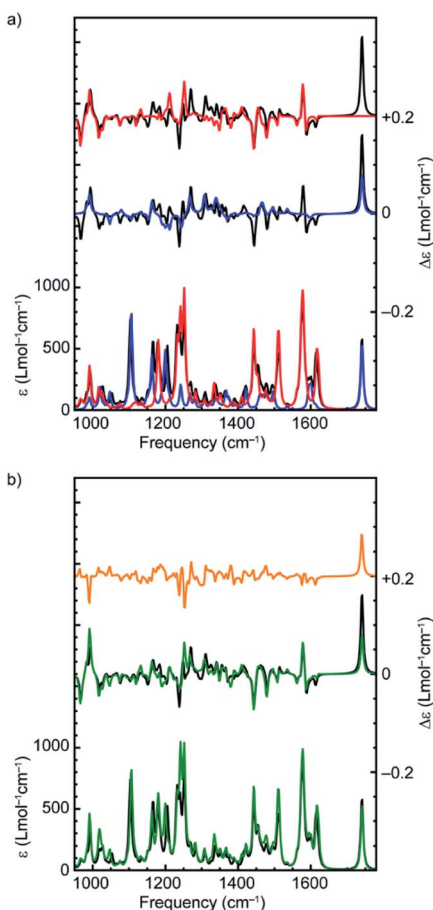 a)
+0.2
0
−0.2
Δε (Lmol⁻¹cm⁻¹)
1000
500
0
ε (Lmol⁻¹cm⁻¹)
1000 1200 1400 1600
Frequency (cm⁻¹)
b)
+0.2
0
−0.2
Δε (Lmol⁻¹cm⁻¹)
1000
500
0
ε (Lmol⁻¹cm⁻¹)
1000 1200 1400 1600
Frequency (cm⁻¹)